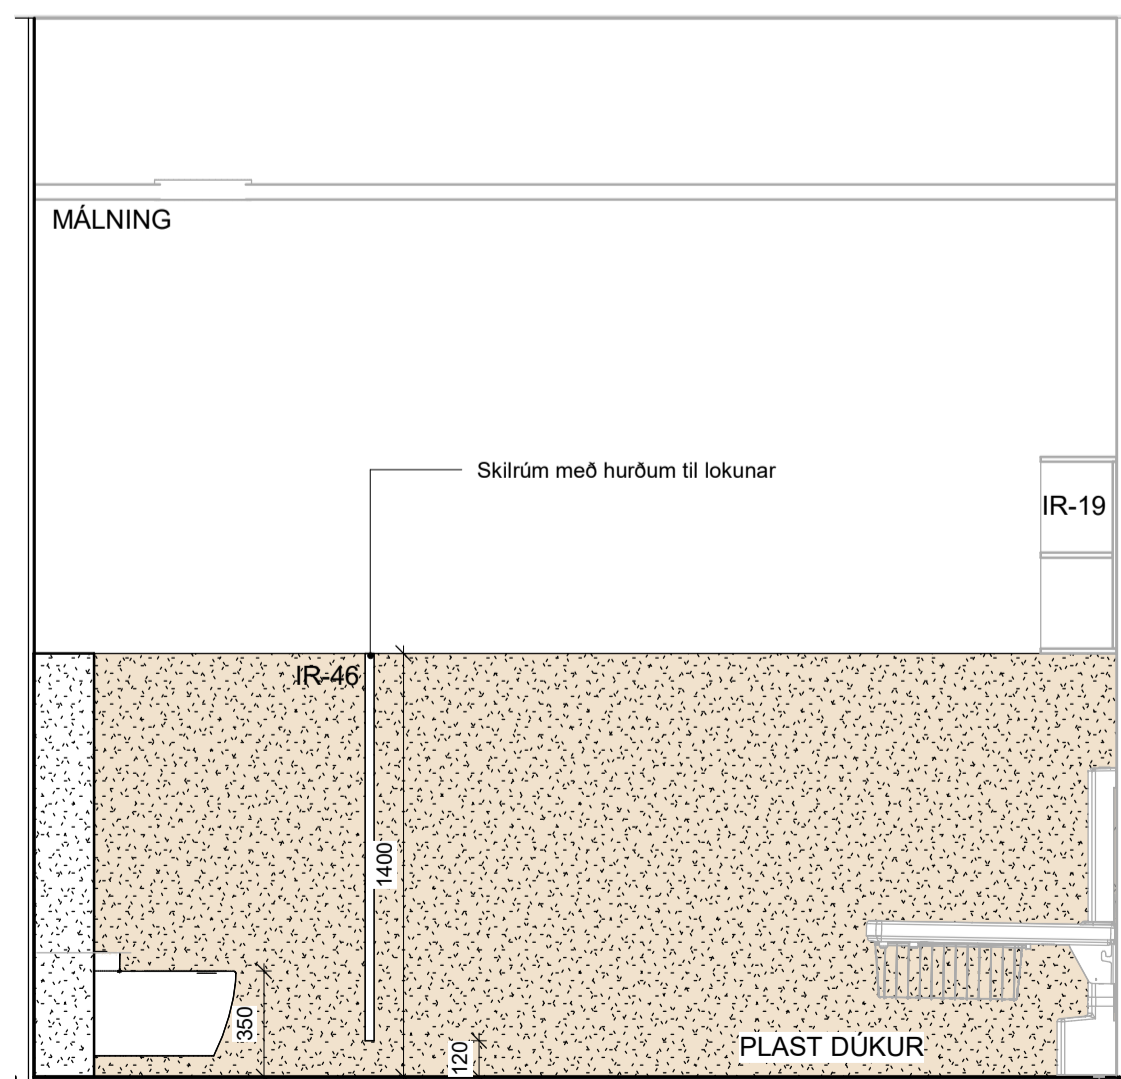 MÁLNING
Skilrúm með hurðum til lokunar
IR-19
IR-46
1400
350
120
PLAST DÚKUR